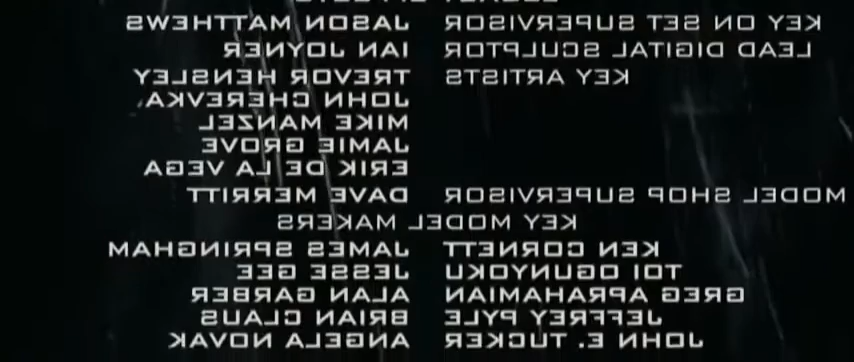 KEY ON SET SUPERVISOR JASON MATTHEWS
LEAD DIGITAL SCULPTOR IAN JOYNER
KEY ARTISTS TREVOR HENSLEY
JOHN CHEREVKA
MIKE MANZEL
JAMIE GROVE
ERIK DE LA VEGA
MODEL SHOP SUPERVISOR DAVE MERRITT
KEY MODEL MAKERS
KEN CORNETT JAMES SPRINGHAM
TOI OGUNYOKU JESSE GEE
GREG APRAHAMIAN ALAN GARBER
JEFFREY PYLE BRIAN CLAUS
JOHN E. TUCKER ANGELA NOVAK